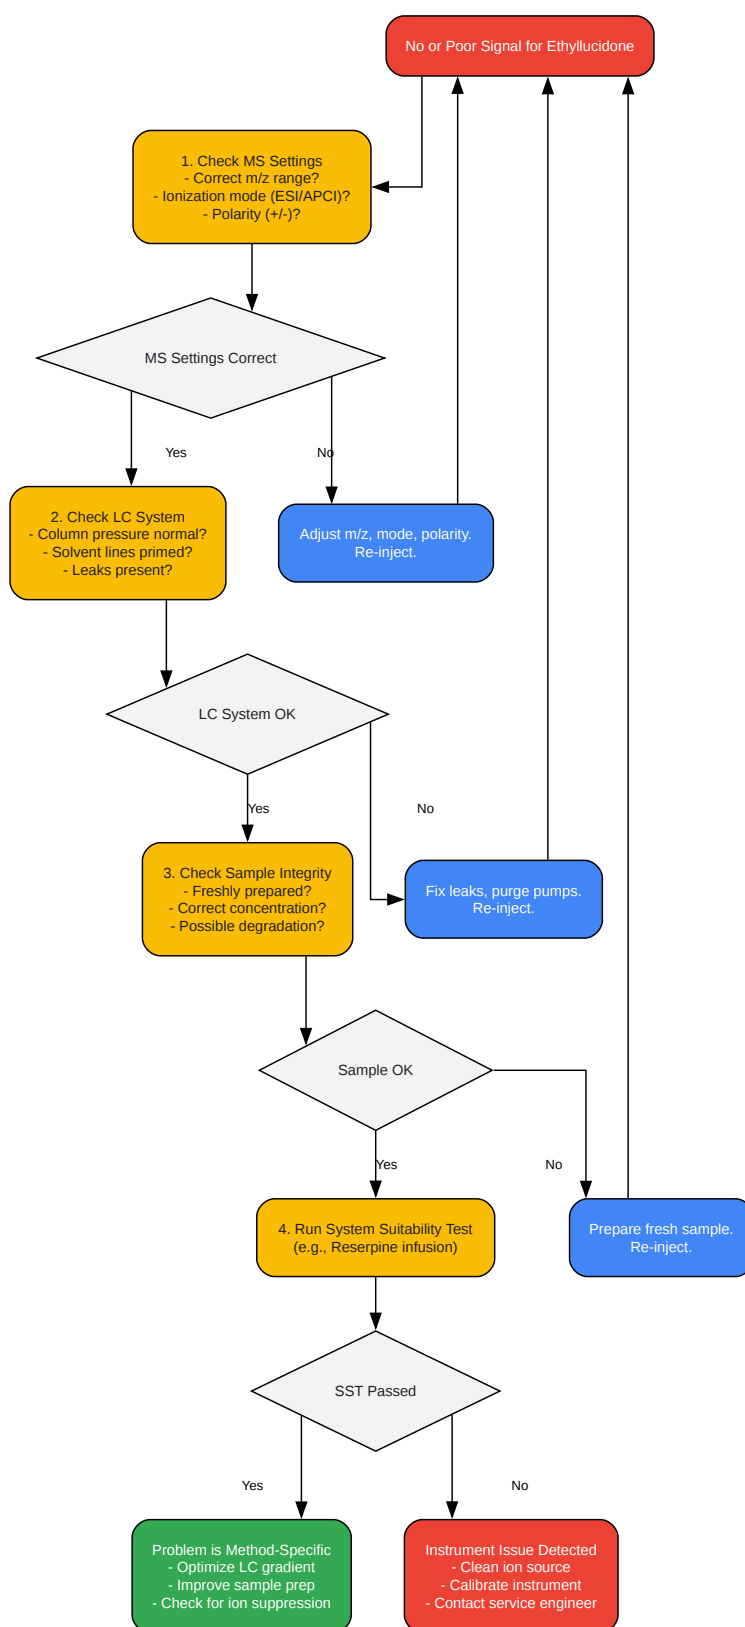 No or Poor Signal for Ethyllucidone
1. Check MS Settings
- Correct m/z range?
- Ionization mode (ESI/APCI)?
- Polarity (+/-)?
MS Settings Correct
Yes
No
2. Check LC System
- Column pressure normal?
- Solvent lines primed?
- Leaks present?
Adjust m/z, mode, polarity.
Re-inject.
LC System OK
Yes
No
3. Check Sample Integrity
- Freshly prepared?
- Correct concentration?
- Possible degradation?
Fix leaks, purge pumps.
Re-inject.
Sample OK
Yes
No
4. Run System Suitability Test
(e.g., Reserpine infusion)
Prepare fresh sample.
Re-inject.
SST Passed
Yes
No
Problem is Method-Specific
- Optimize LC gradient
- Improve sample prep
- Check for ion suppression
Instrument Issue Detected
- Clean ion source
- Calibrate instrument
- Contact service engineer